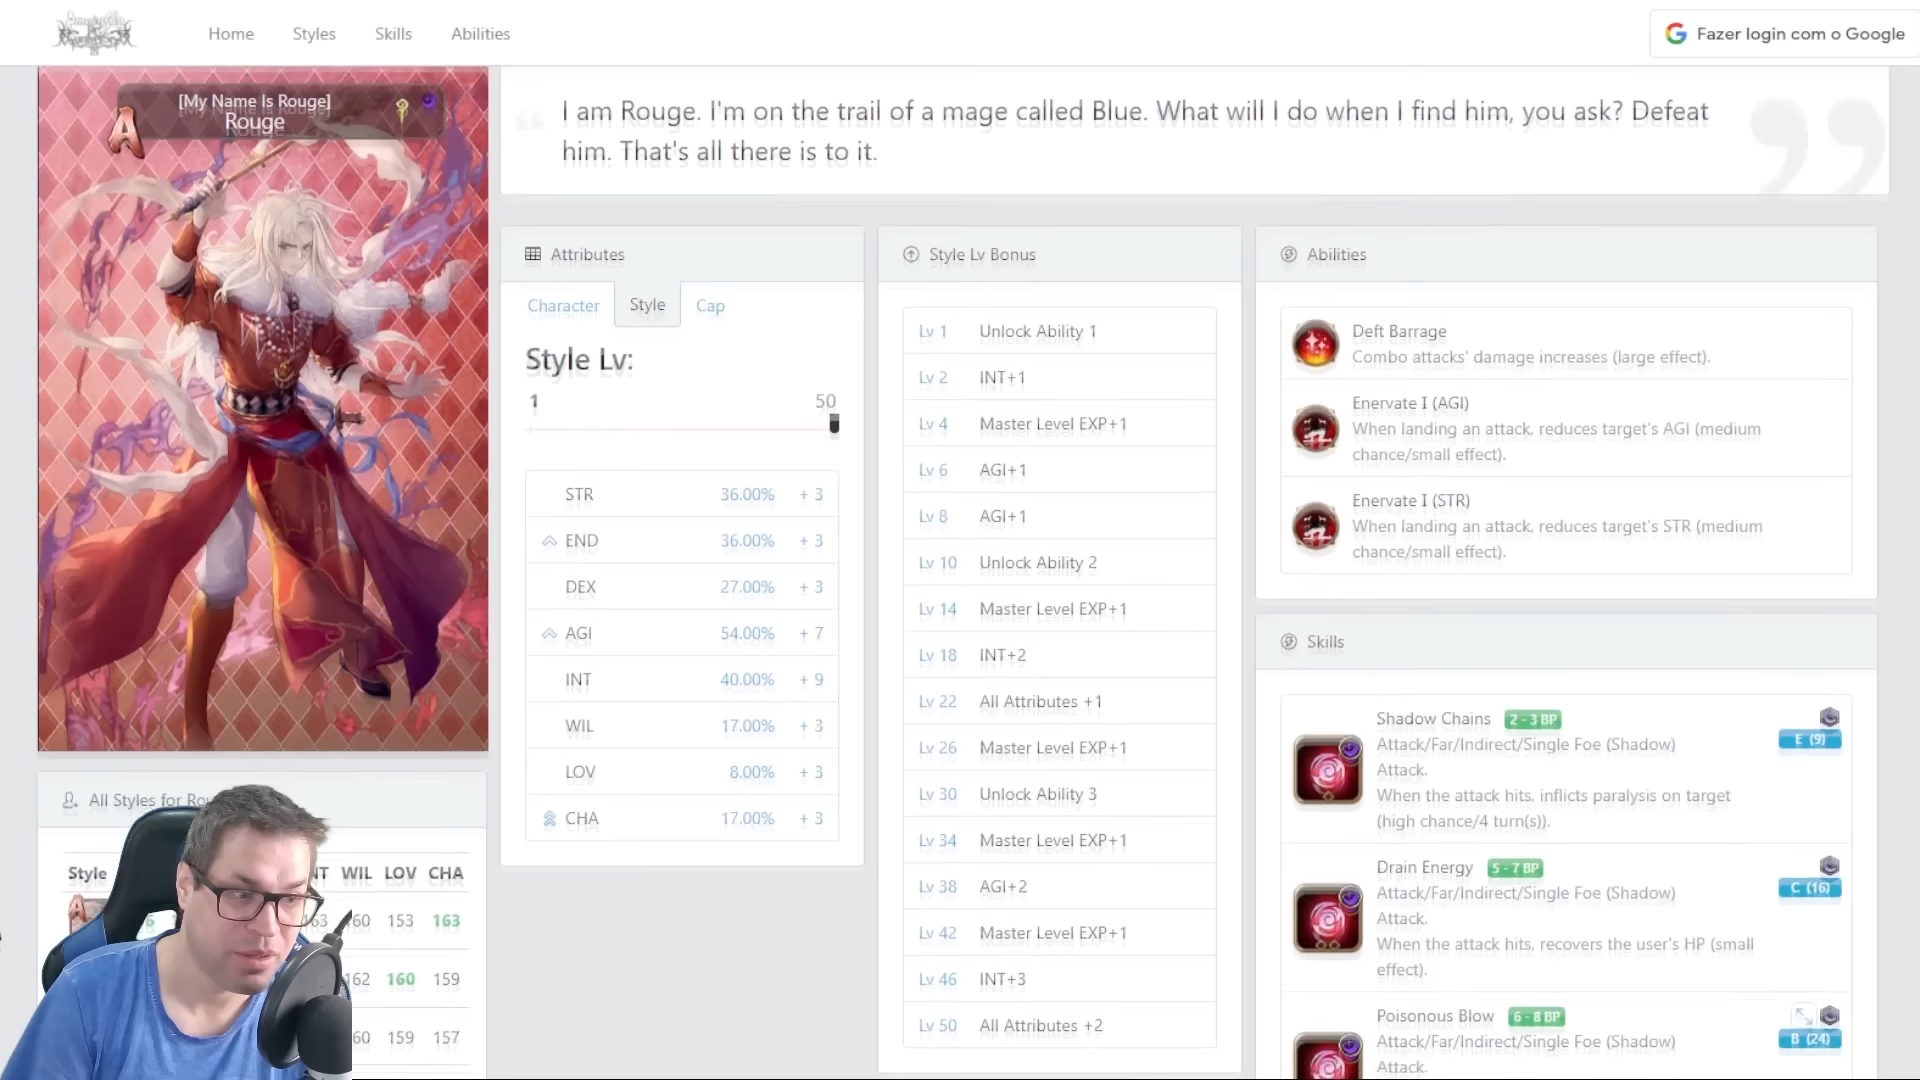 Home
Styles
Skills
Abilities
Fazer login com o Google
[My Name Is Rouge]
A
Rouge
I am Rouge. I'm on the trail of a mage called Blue. What will I do when I find him, you ask? Defeat
him. That's all there is to it.
Attributes
Character
Style
Cap
Style Lv:
1
50
STR 36.00% + 3
END 36.00% + 3
DEX 27.00% + 3
AGI 54.00% + 7
INT 40.00% + 9
WIL 17.00% + 3
LOV 8.00% + 3
CHA 17.00% + 3
Style Lv Bonus
Lv 1 Unlock Ability 1
Lv 2 INT+1
Lv 4 Master Level EXP+1
Lv 6 AGI+1
Lv 8 AGI+1
Lv 10 Unlock Ability 2
Lv 14 Master Level EXP+1
Lv 18 INT+2
Lv 22 All Attributes +1
Lv 26 Master Level EXP+1
Lv 30 Unlock Ability 3
Lv 34 Master Level EXP+1
Lv 38 AGI+2
Lv 42 Master Level EXP+1
Lv 46 INT+3
Lv 50 All Attributes +2
Abilities
Deft Barrage
Combo attacks' damage increases (large effect).
Enervate I (AGI)
When landing an attack, reduces target's AGI (medium
chance/small effect).
Enervate I (STR)
When landing an attack, reduces target's STR (medium
chance/small effect).
Skills
Shadow Chains 2 - 3 BP
E (9)
Attack/Far/Indirect/Single Foe (Shadow)
Attack.
When the attack hits, inflicts paralysis on target
(high chance/4 turn(s)).
Drain Energy 5 - 7 BP
C (16)
Attack/Far/Indirect/Single Foe (Shadow)
Attack.
When the attack hits, recovers the user's HP (small
effect).
Poisonous Blow 6 - 8 BP
B (24)
Attack/Far/Indirect/Single Foe (Shadow)
Attack.
All Styles for
Style WIL LOV CHA
153 163
160 159
159 157